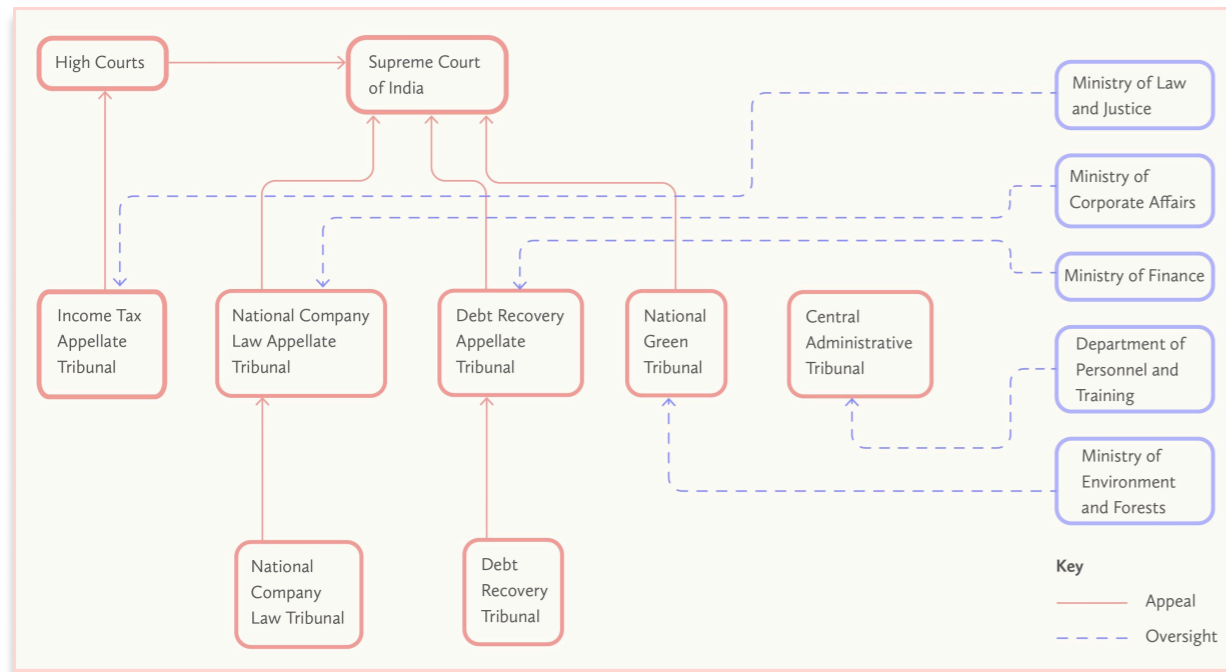 High Courts
Supreme Court
of India
Ministry of Law
and Justice
Ministry of
Corporate Affairs
Ministry of Finance
Income Tax
Appellate
Tribunal
National Company
Law Appellate
Tribunal
Debt Recovery
Appellate
Tribunal
National
Green
Tribunal
Central
Administrative
Tribunal
Department of
Personnel and
Training
Ministry of
Environment
and Forests
National
Company
Law Tribunal
Debt
Recovery
Tribunal
Key
Appeal
Oversight